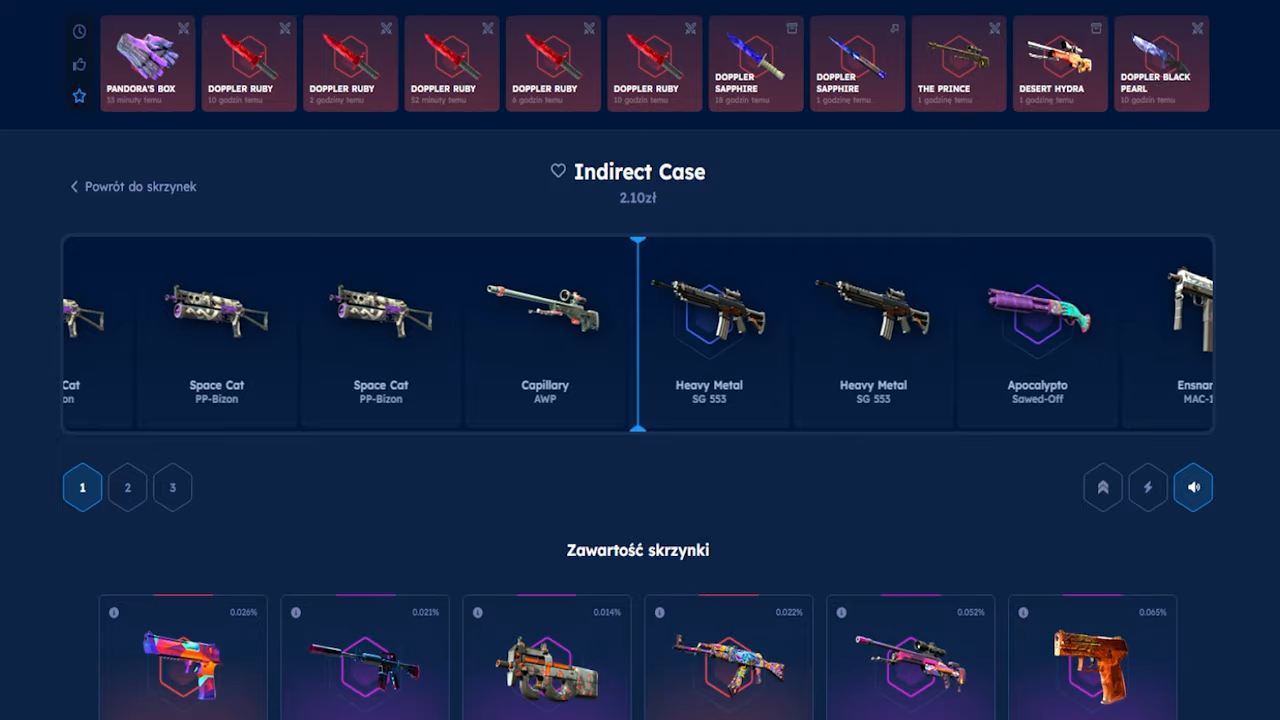 PANDORA'S BOX
33 minuty temu
DOPPLER RUBY
10 godzin temu
DOPPLER RUBY
2 godziny temu
DOPPLER RUBY
52 minuty temu
DOPPLER RUBY
6 godzin temu
DOPPLER RUBY
10 godzin temu
DOPPLER
SAPPHIRE
18 godzin temu
DOPPLER
SAPPHIRE
1 godzinę temu
THE PRINCE
1 godzinę temu
DESERT HYDRA
1 godzinę temu
DOPPLER BLACK
PEARL
10 godzin temu
Powrót do skrzynek
Indirect Case
2.10zł
Cat
on
Space Cat
PP-Bizon
Space Cat
PP-Bizon
Capillary
AWP
Heavy Metal
SG 553
Heavy Metal
SG 553
Apocalypto
Sawed-Off
Ensnar
MAC-1
1
2
3
Zawartość skrzynki
0.026%
0.021%
0.014%
0.022%
0.052%
0.065%